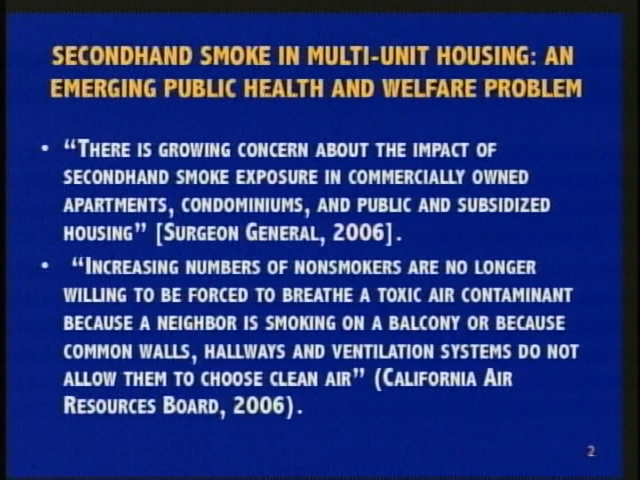 SECONDHAND SMOKE IN MULTI-UNIT HOUSING: AN
EMERGING PUBLIC HEALTH AND WELFARE PROBLEM
• “THERE IS GROWING CONCERN ABOUT THE IMPACT OF
SECONDHAND SMOKE EXPOSURE IN COMMERCIALLY OWNED
APARTMENTS, CONDOMINIUMS, AND PUBLIC AND SUBSIDIZED
HOUSING” [SURGEON GENERAL, 2006].
• “INCREASING NUMBERS OF NONSMOKERS ARE NO LONGER
WILLING TO BE FORCED TO BREATHE A TOXIC AIR CONTAMINANT
BECAUSE A NEIGHBOR IS SMOKING ON A BALCONY OR BECAUSE
COMMON WALLS, HALLWAYS AND VENTILATION SYSTEMS DO NOT
ALLOW THEM TO CHOOSE CLEAN AIR” (CALIFORNIA AIR
RESOURCES BOARD, 2006).
2